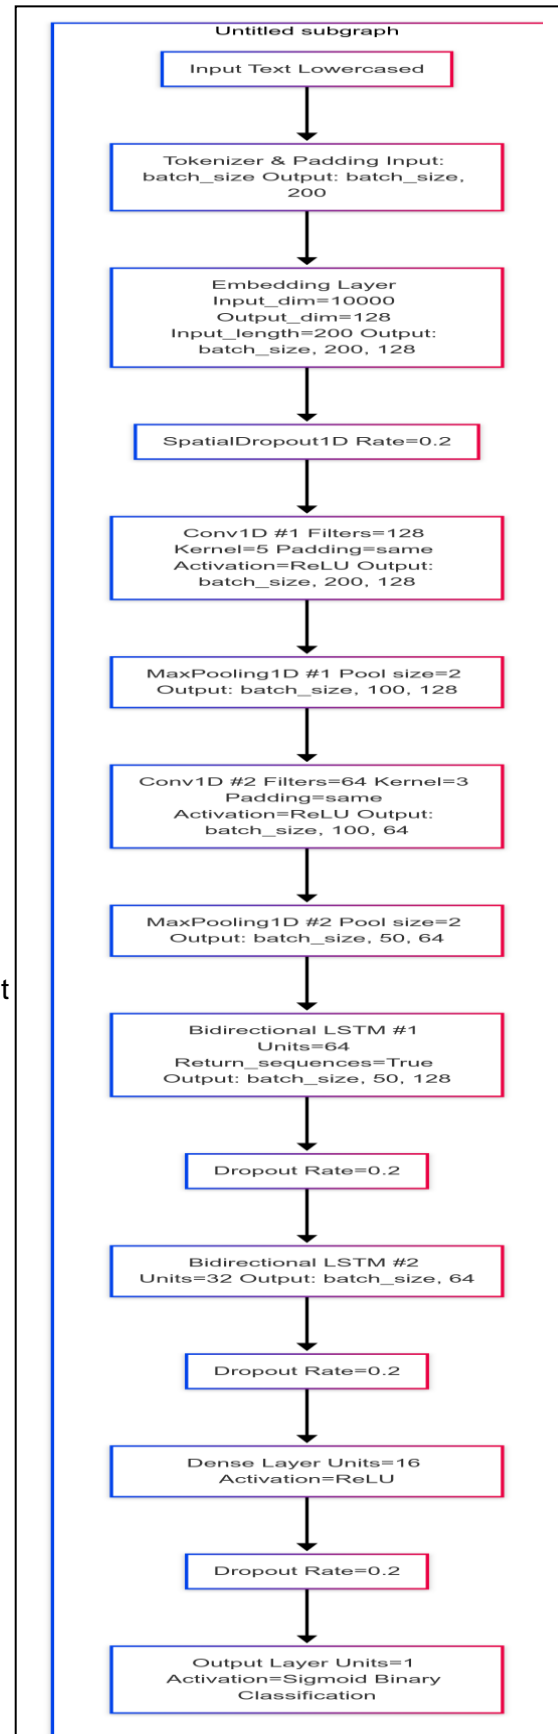 Untitled subgraph
Input Text Lowercased
Tokenizer & Padding Input:
batch_size Output: batch_size,
200
Embedding Layer
Input_dim=10000
Output_dim=128
Input_length=200 Output:
batch_size, 200, 128
SpatialDropout1D Rate=0.2
Conv1D #1 Filters=128
Kernel=5 Padding=same
Activation=ReLU Output:
batch_size, 200, 128
MaxPooling1D #1 Pool size=2
Output: batch_size, 100, 128
Conv1D #2 Filters=64 Kernel=3
Padding=same
Activation=ReLU Output:
batch_size, 100, 64
MaxPooling1D #2 Pool size=2
Output: batch_size, 50, 64
t
Bidirectional LSTM #1
Units=64
Return_sequences=True
Output: batch_size, 50, 128
Dropout Rate=0.2
Bidirectional LSTM #2
Units=32 Output: batch_size, 64
Dropout Rate=0.2
Dense Layer Units=16
Activation=ReLU
Dropout Rate=0.2
Output Layer Units=1
Activation=Sigmoid Binary
Classification